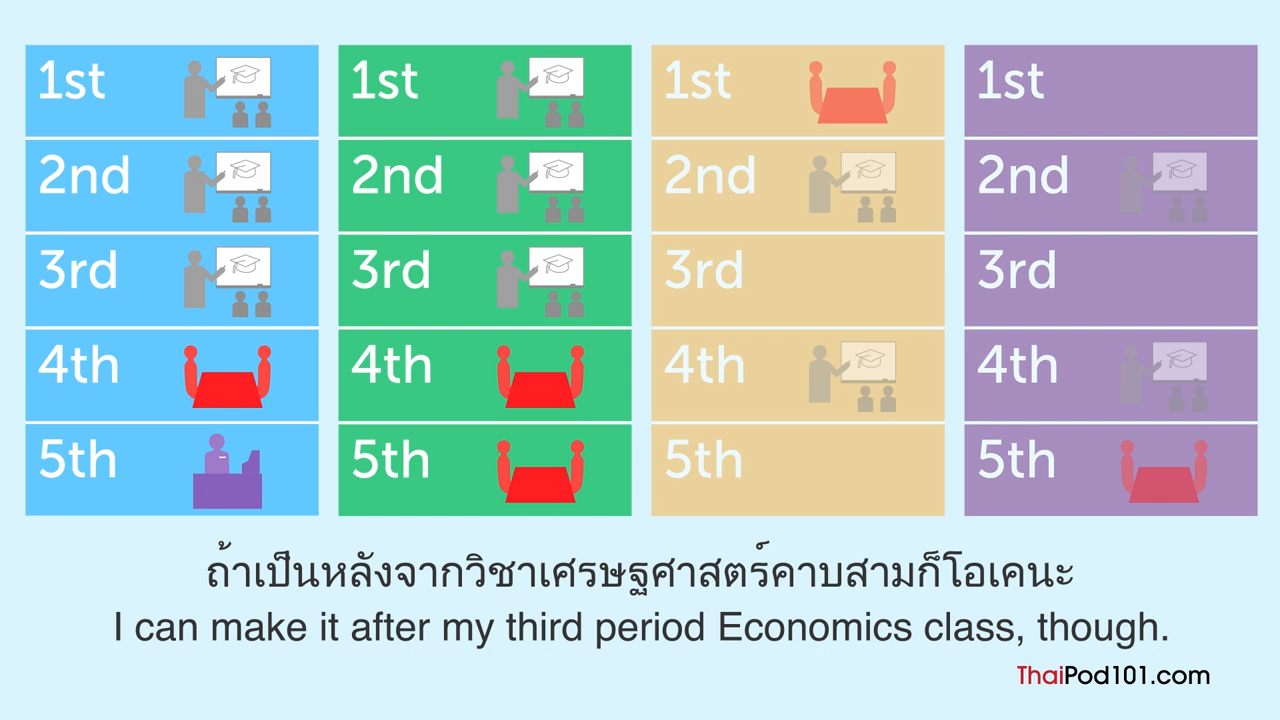 1st 1st 1st 1st
2nd 2nd 2nd 2nd
3rd 3rd 3rd 3rd
4th 4th 4th 4th
5th 5th 5th 5th
ถ้าเป็นหลังจากวิชาเศรษฐศาสตร์คาบสามก็โอเคนะ
I can make it after my third period Economics class, though.
ThaiPod101.com